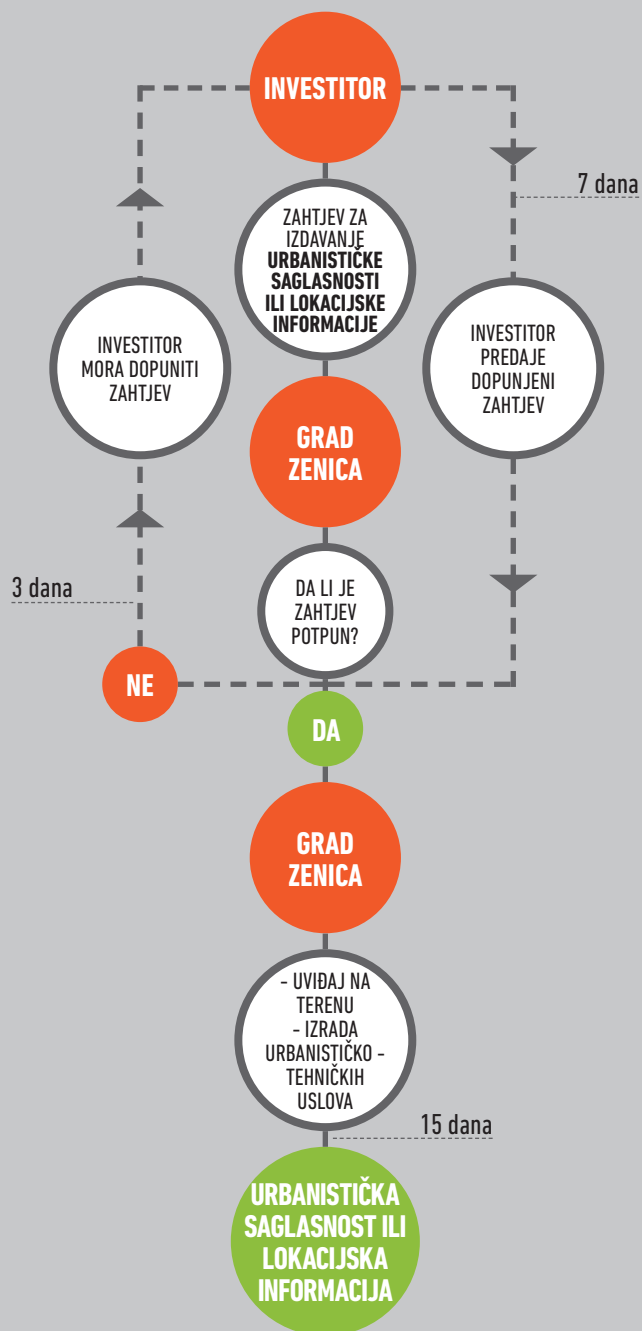 INVESTITOR
7 dana
ZAHTJEV ZA
IZDAVANJE
URBANISTIČKE
SAGLASNOSTI
ILI LOKACIJSKE
INFORMACIJE
INVESTITOR
MORA DOPUNITI
ZAHTJEV
INVESTITOR
PREDAJE
DOPUNJENI
ZAHTJEV
GRAD
ZENICA
3 dana
DA LI JE
ZAHTJEV
POTPUN?
NE
DA
GRAD
ZENICA
- UVIĐAJ NA
TERENU
- IZRADA
URBANISTIČKO -
TEHNIČKIH
USLOVA
15 dana
URBANISTIČKA
SAGLASNOST ILI
LOKACIJSKA
INFORMACIJA